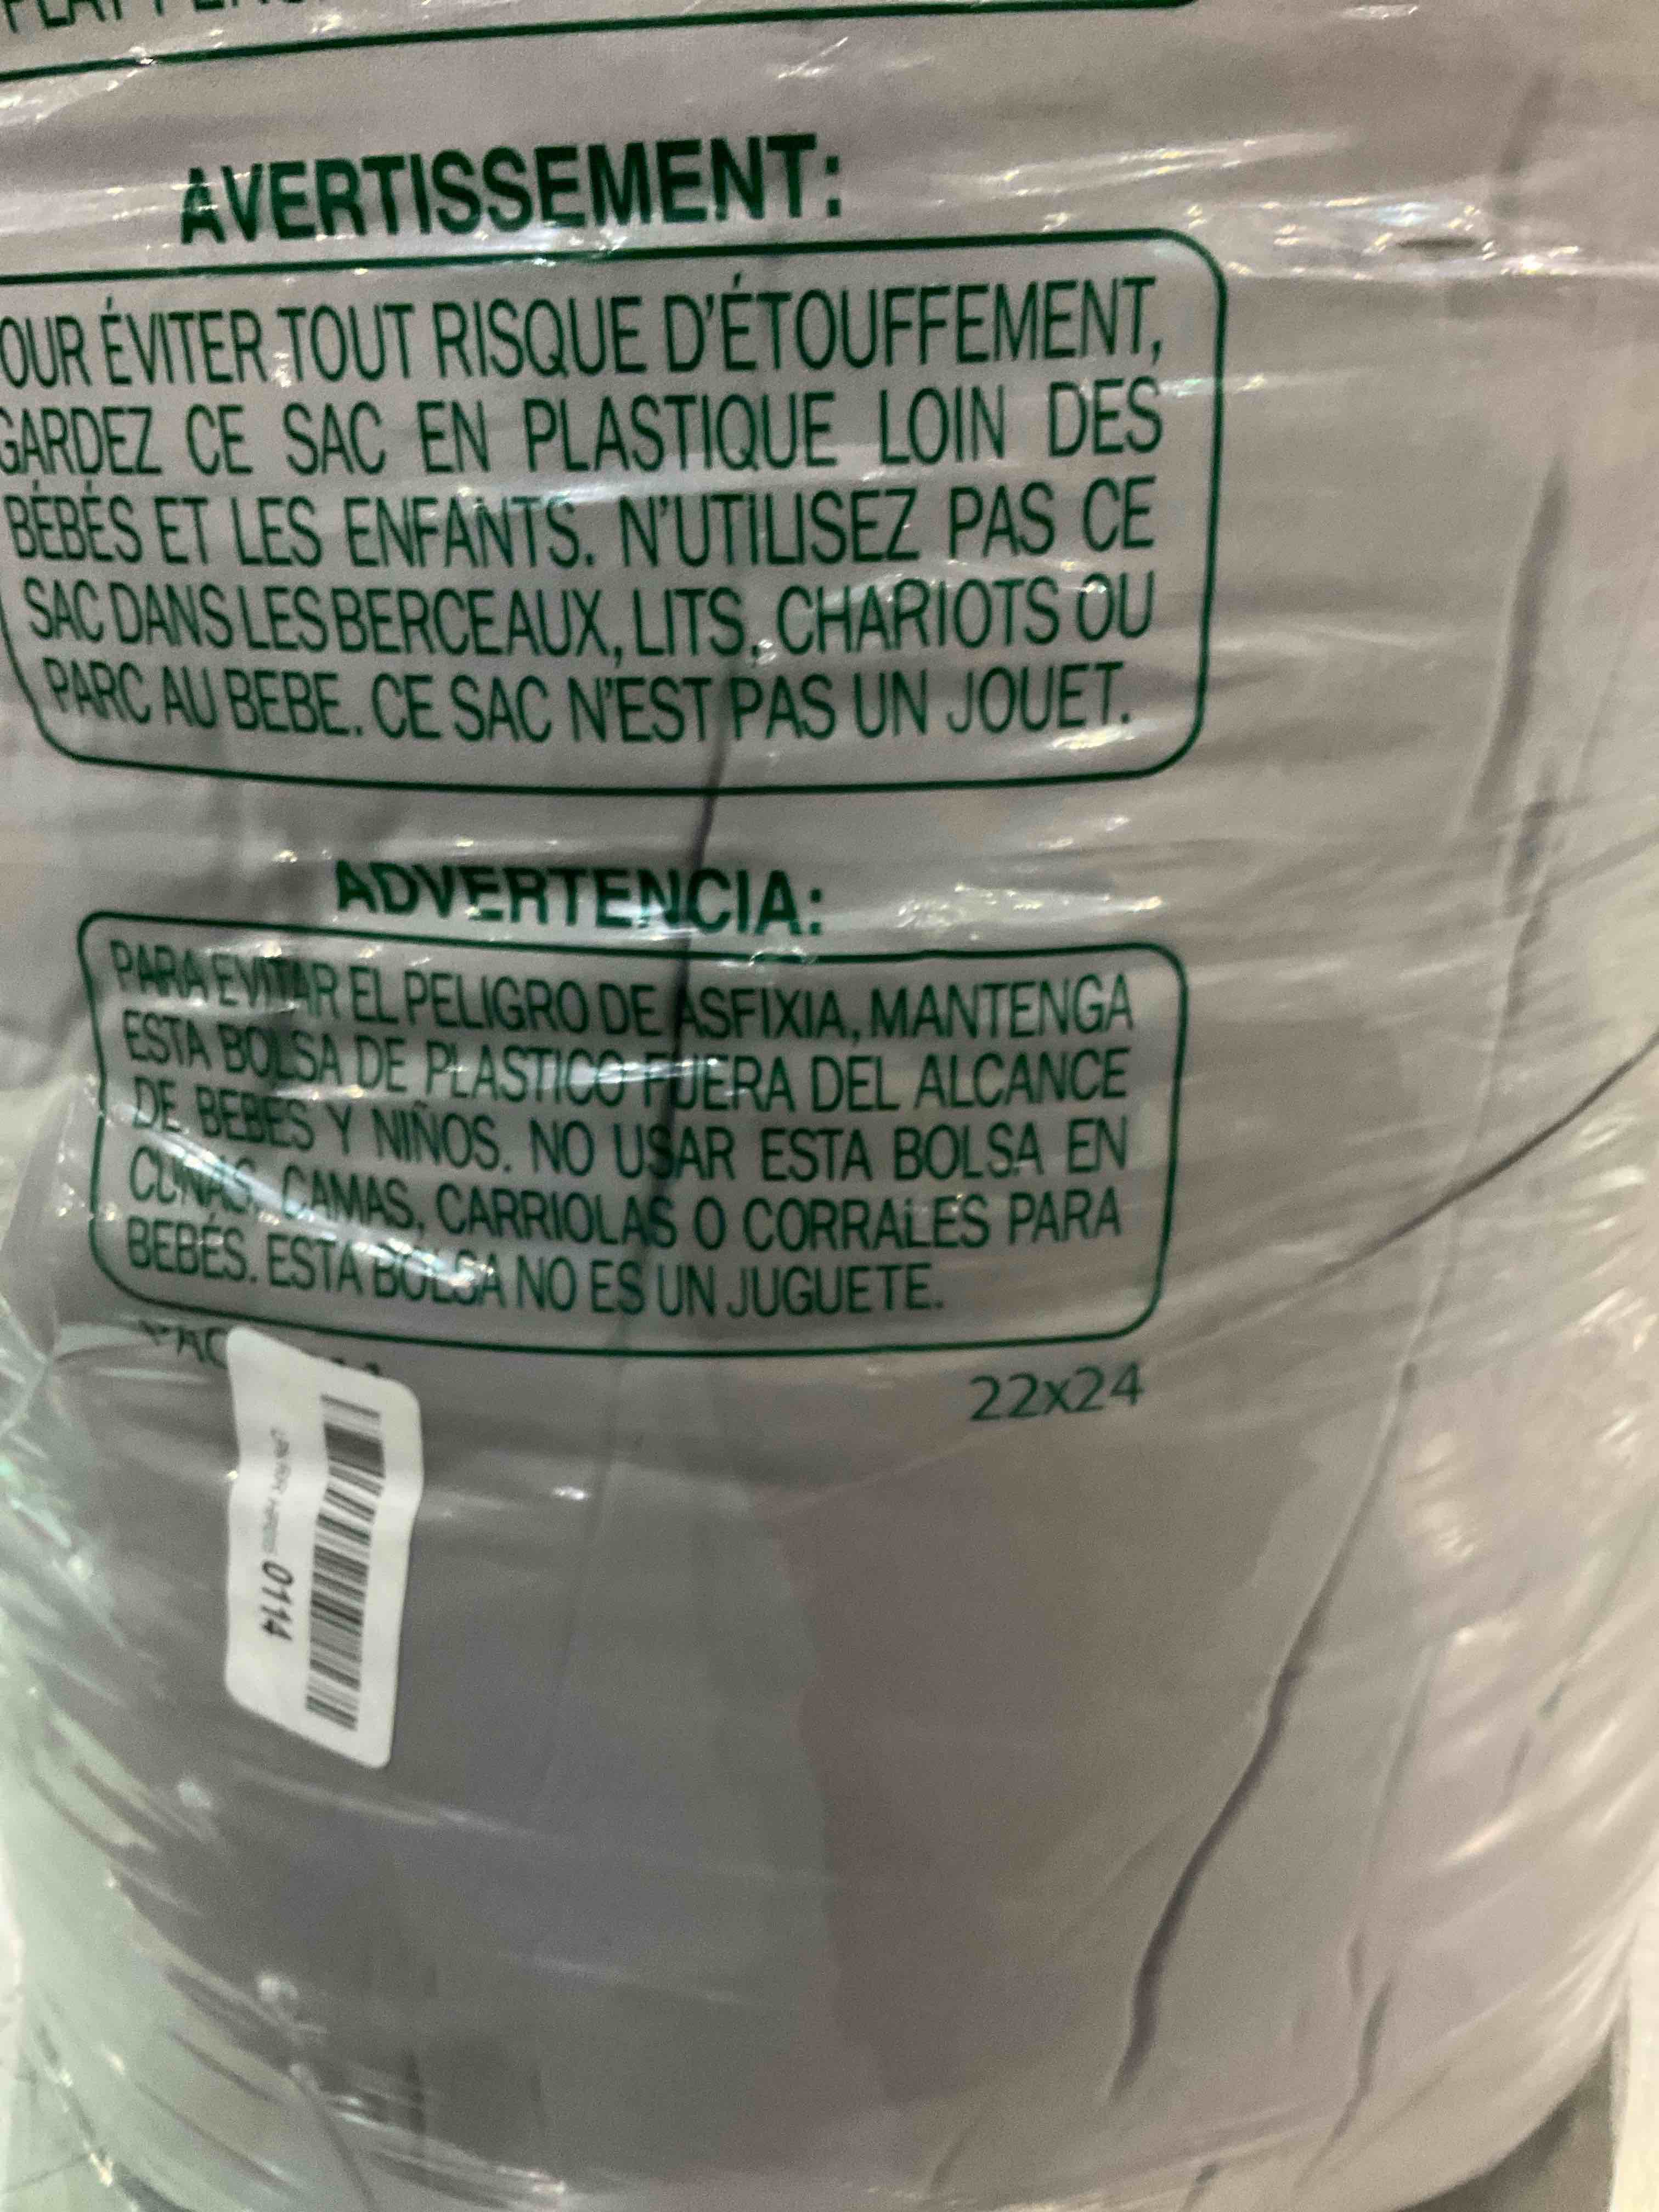 AVERTISSEMENT:
OUR ÉVITER TOUT RISQUE D'ÉTOUFFEMENT,
GARDEZ CE SAC EN PLASTIQUE LOIN DES
BÉBÉS ET LES ENFANTS. N'UTILISEZ PAS CE
SAC DANS LES BERCEAUX, LITS, CHARIOTS OU
PARC AU BEBE. CE SAC N'EST PAS UN JOUET.
ADVERTENCIA:
PARA EVITAR EL PELIGRO DE ASFIXIA, MANTENGA
ESTA BOLSA DE PLASTICO FUERA DEL ALCANCE
DE BEBES Y NIÑOS. NO USAR ESTA BOLSA EN
CUNAS, CAMAS, CARRIOLAS O CORRALES PARA
BEBÉS. ESTA BOLSA NO ES UN JUGUETE.
22x24
0114